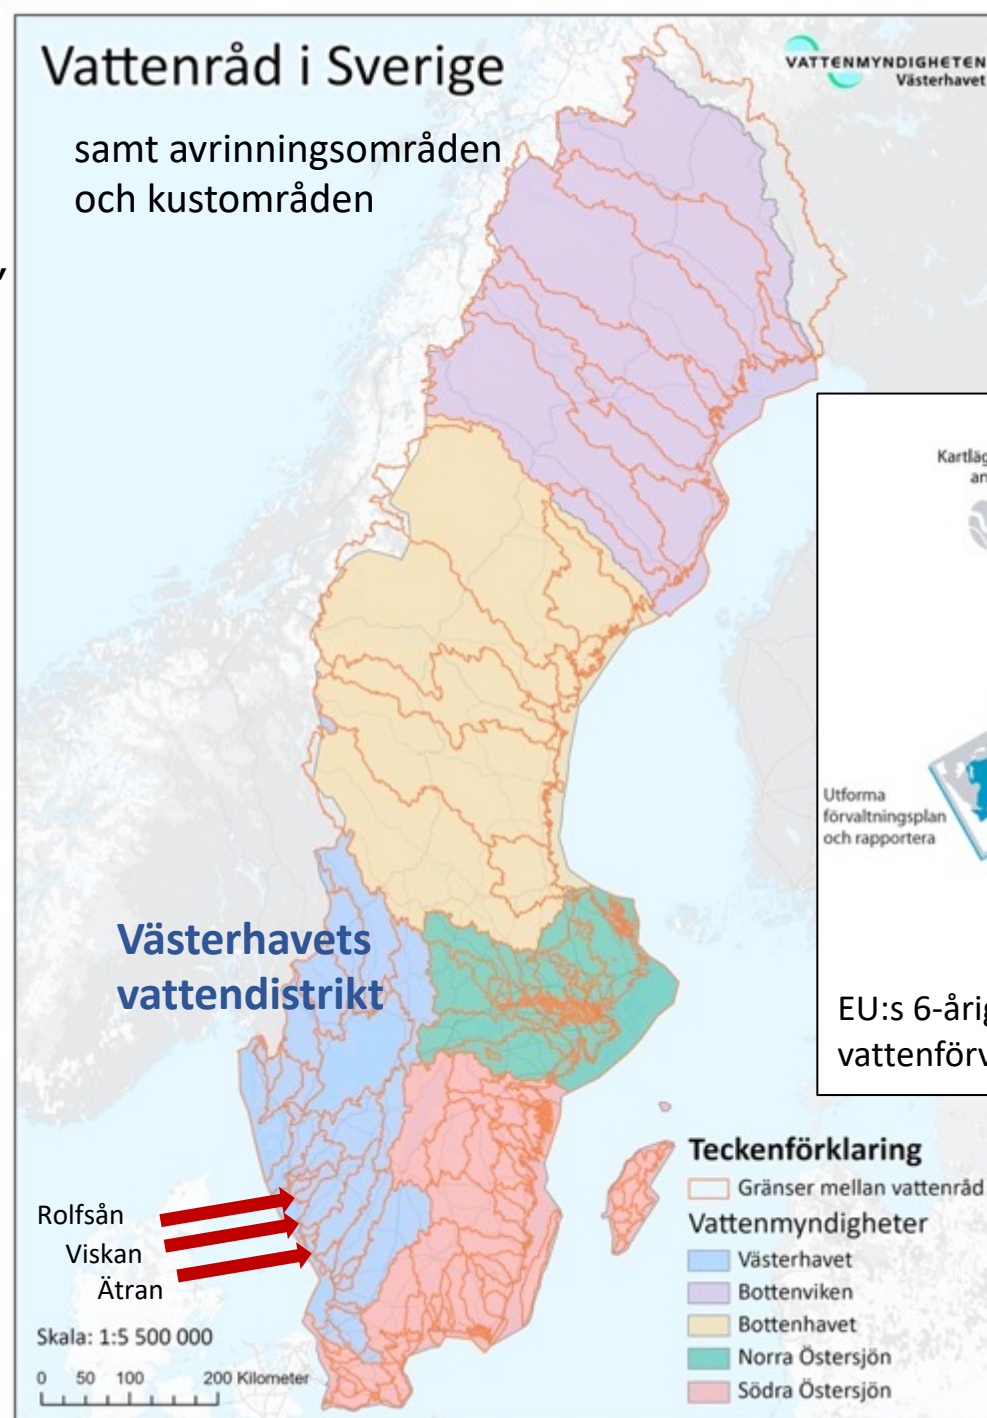 Vattenråd i Sverige
samt avrinningsområden
och kustområden
VATTENMYNDIGHETEN
Västerhavet
Utforma
förvaltningsplan
och rapportera
EU:s
Västerhavets
vattendistrikt
Rolfsån
Viskan
Ätran
Skala: 1:5 500 000
0 50 100 200 Kilometer
Teckenförklaring
Gränser mellan vattenråd
Vattenmyndigheter
Västerhavet
Bottenviken
Bottenhavet
Norra Östersjön
Södra Östersjön